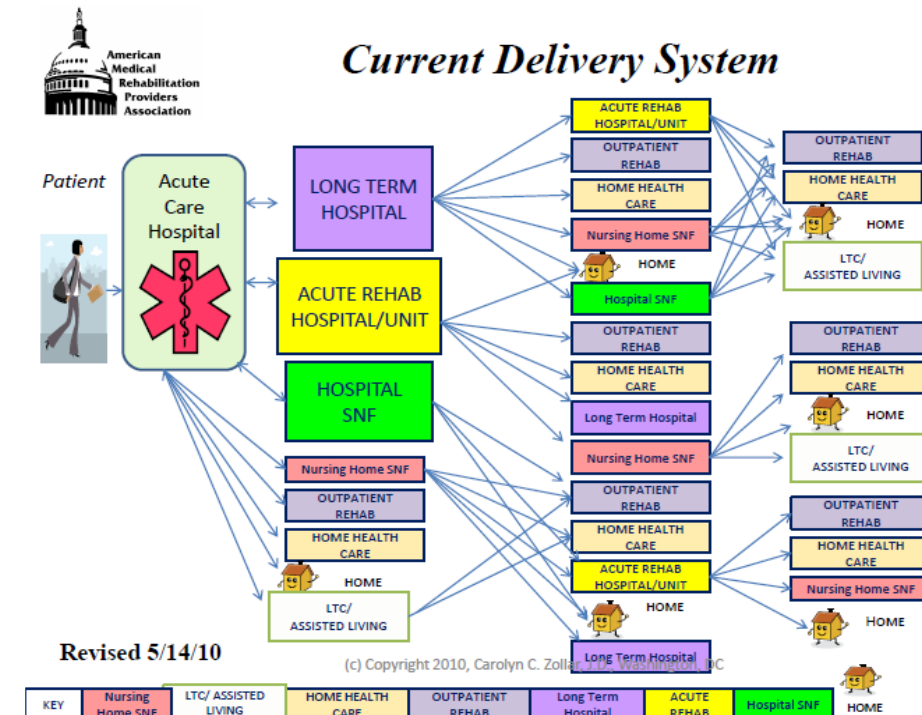 American
Medical
Rehabilitation
Providers
Association
Current Delivery System
Patient
Acute
Care
Hospital
LONG TERM
HOSPITAL
ACUTE REHAB
HOSPITAL/UNIT
HOSPITAL
SNF
Nursing Home SNF
OUTPATIENT
REHAB
HOME HEALTH
CARE
HOME
LTC/
ASSISTED LIVING
ACUTE REHAB
HOSPITAL/UNIT
OUTPATIENT
REHAB
HOME HEALTH
CARE
Nursing Home SNF
HOME
Hospital SNF
OUTPATIENT
REHAB
HOME HEALTH
CARE
Long Term Hospital
Nursing Home SNF
OUTPATIENT
REHAB
HOME HEALTH
CARE
ACUTE REHAB
HOSPITAL/UNIT
HOME
Long Term Hospital
OUTPATIENT
REHAB
HOME HEALTH
CARE
HOME
LTC/
ASSISTED LIVING
OUTPATIENT
REHAB
HOME HEALTH
CARE
HOME
LTC/
ASSISTED LIVING
OUTPATIENT
REHAB
HOME HEALTH
CARE
Nursing Home SNF
HOME
Revised 5/14/10
(c) Copyright 2010, Carolyn C. Zollar, J.D., Washington, DC
KEY
Nursing
Home SNF
LTC/ ASSISTED
LIVING
HOME HEALTH
CARE
OUTPATIENT
REHAB
Long Term
Hospital
ACUTE
REHAB
Hospital SNF
HOME